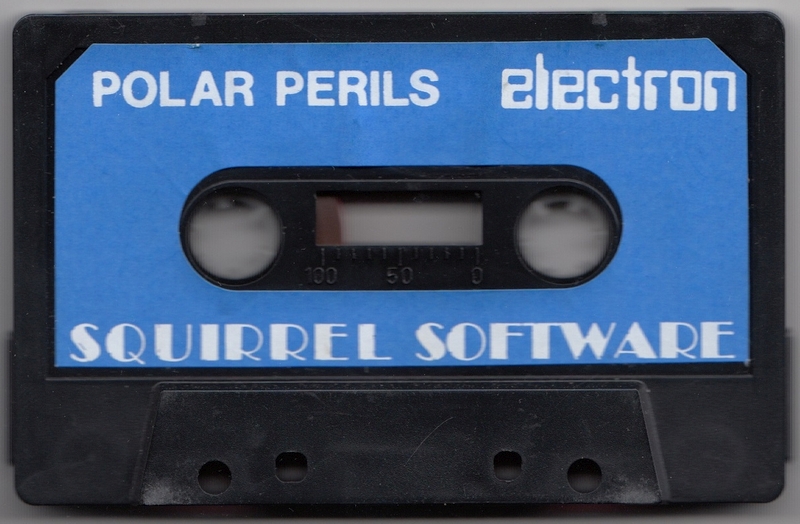 POLAR PERILS electron
100 50 0
SQUIRREL SOFTWARE